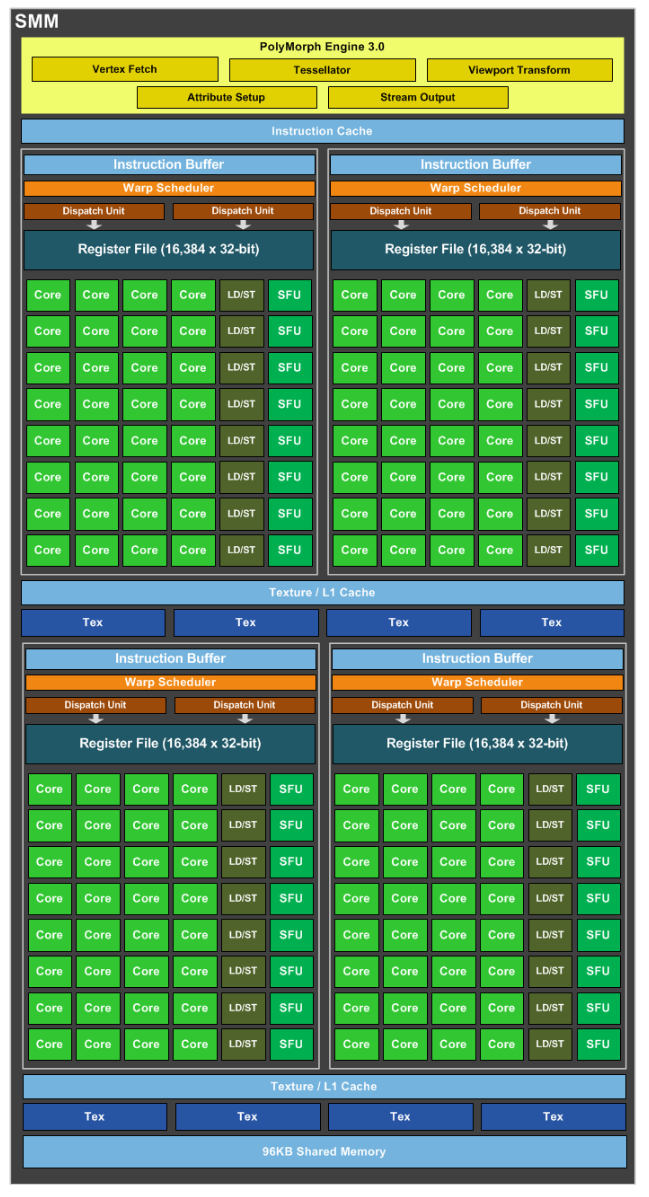 SMM
PolyMorph Engine 3.0
Vertex Fetch Tessellator Viewport Transform
Attribute Setup Stream Output
Instruction Cache
Instruction Buffer Instruction Buffer
Warp Scheduler Warp Scheduler
Dispatch Unit Dispatch Unit Dispatch Unit Dispatch Unit
Register File (16,384 x 32-bit) Register File (16,384 x 32-bit)
Core Core Core Core LD/ST SFU Core Core Core Core LD/ST SFU
Core Core Core Core LD/ST SFU Core Core Core Core LD/ST SFU
Core Core Core Core LD/ST SFU Core Core Core Core LD/ST SFU
Core Core Core Core LD/ST SFU Core Core Core Core LD/ST SFU
Core Core Core Core LD/ST SFU Core Core Core Core LD/ST SFU
Core Core Core Core LD/ST SFU Core Core Core Core LD/ST SFU
Core Core Core Core LD/ST SFU Core Core Core Core LD/ST SFU
Core Core Core Core LD/ST SFU Core Core Core Core LD/ST SFU
Texture / L1 Cache
Tex Tex Tex Tex
Instruction Buffer Instruction Buffer
Warp Scheduler Warp Scheduler
Dispatch Unit Dispatch Unit Dispatch Unit Dispatch Unit
Register File (16,384 x 32-bit) Register File (16,384 x 32-bit)
Core Core Core Core LD/ST SFU Core Core Core Core LD/ST SFU
Core Core Core Core LD/ST SFU Core Core Core Core LD/ST SFU
Core Core Core Core LD/ST SFU Core Core Core Core LD/ST SFU
Core Core Core Core LD/ST SFU Core Core Core Core LD/ST SFU
Core Core Core Core LD/ST SFU Core Core Core Core LD/ST SFU
Core Core Core Core LD/ST SFU Core Core Core Core LD/ST SFU
Core Core Core Core LD/ST SFU Core Core Core Core LD/ST SFU
Core Core Core Core LD/ST SFU Core Core Core Core LD/ST SFU
Texture / L1 Cache
Tex Tex Tex Tex
96KB Shared Memory